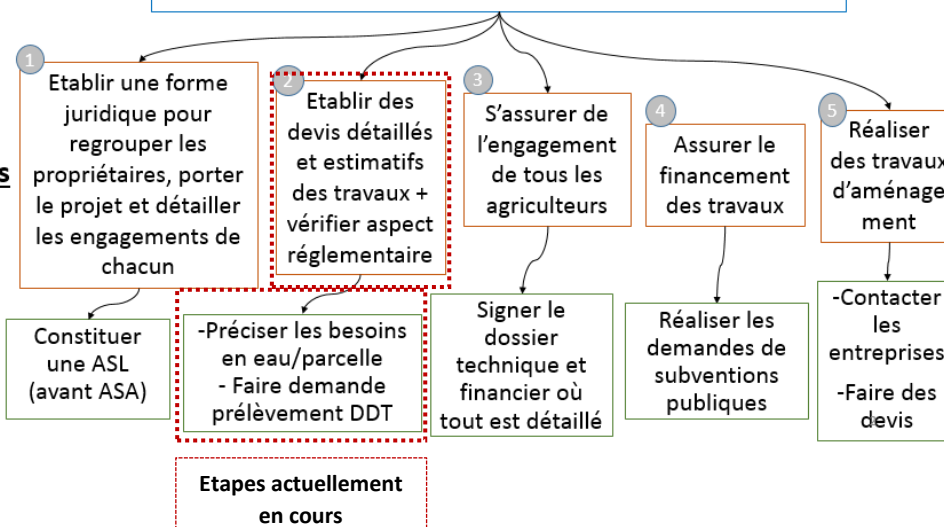 1
Etablir une forme
juridique pour
regrouper les
propriétaires, porter
le projet et détailler
les engagements de
chacun
2
Etablir des
devis détaillés
et estimatifs
des travaux +
vérifier aspect
réglementaire
3
S'assurer de
l'engagement
de tous les
agriculteurs
4
Assurer le
financement
des travaux
5
Réaliser
des travaux
d'aménage
ment
s
Constituer
une ASL
(avant ASA)
-Préciser les besoins
en eau/parcelle
- Faire demande
prélèvement DDT
Signer le
dossier
technique et
financier où
tout est détaillé
Réaliser les
demandes de
subventions
publiques
-Contacter
les
entreprises
-Faire des
devis
Etapes actuellement
en cours